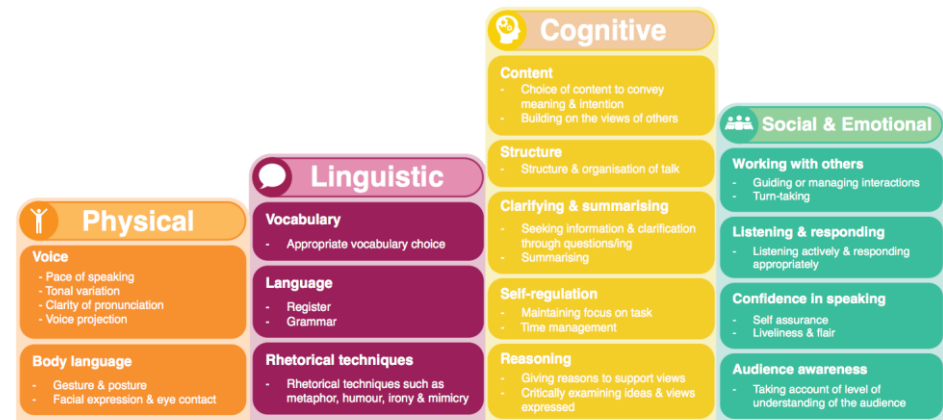 Physical
Voice
- Pace of speaking
- Tonal variation
- Clarity of pronunciation
- Voice projection
Body language
- Gesture & posture
- Facial expression & eye contact
Linguistic
Vocabulary
- Appropriate vocabulary choice
Language
- Register
- Grammar
Rhetorical techniques
- Rhetorical techniques such as
metaphor, humour, irony & mimicry
Cognitive
Content
- Choice of content to convey
meaning & intention
- Building on the views of others
Structure
- Structure & organisation of talk
Clarifying & summarising
- Seeking information & clarification
through questions/ing
- Summarising
Self-regulation
- Maintaining focus on task
- Time management
Reasoning
- Giving reasons to support views
- Critically examining ideas & views
expressed
Social & Emotional
Working with others
- Guiding or managing interactions
- Turn-taking
Listening & responding
- Listening actively & responding
appropriately
Confidence in speaking
- Self assurance
- Liveliness & flair
Audience awareness
- Taking account of level of
understanding of the audience